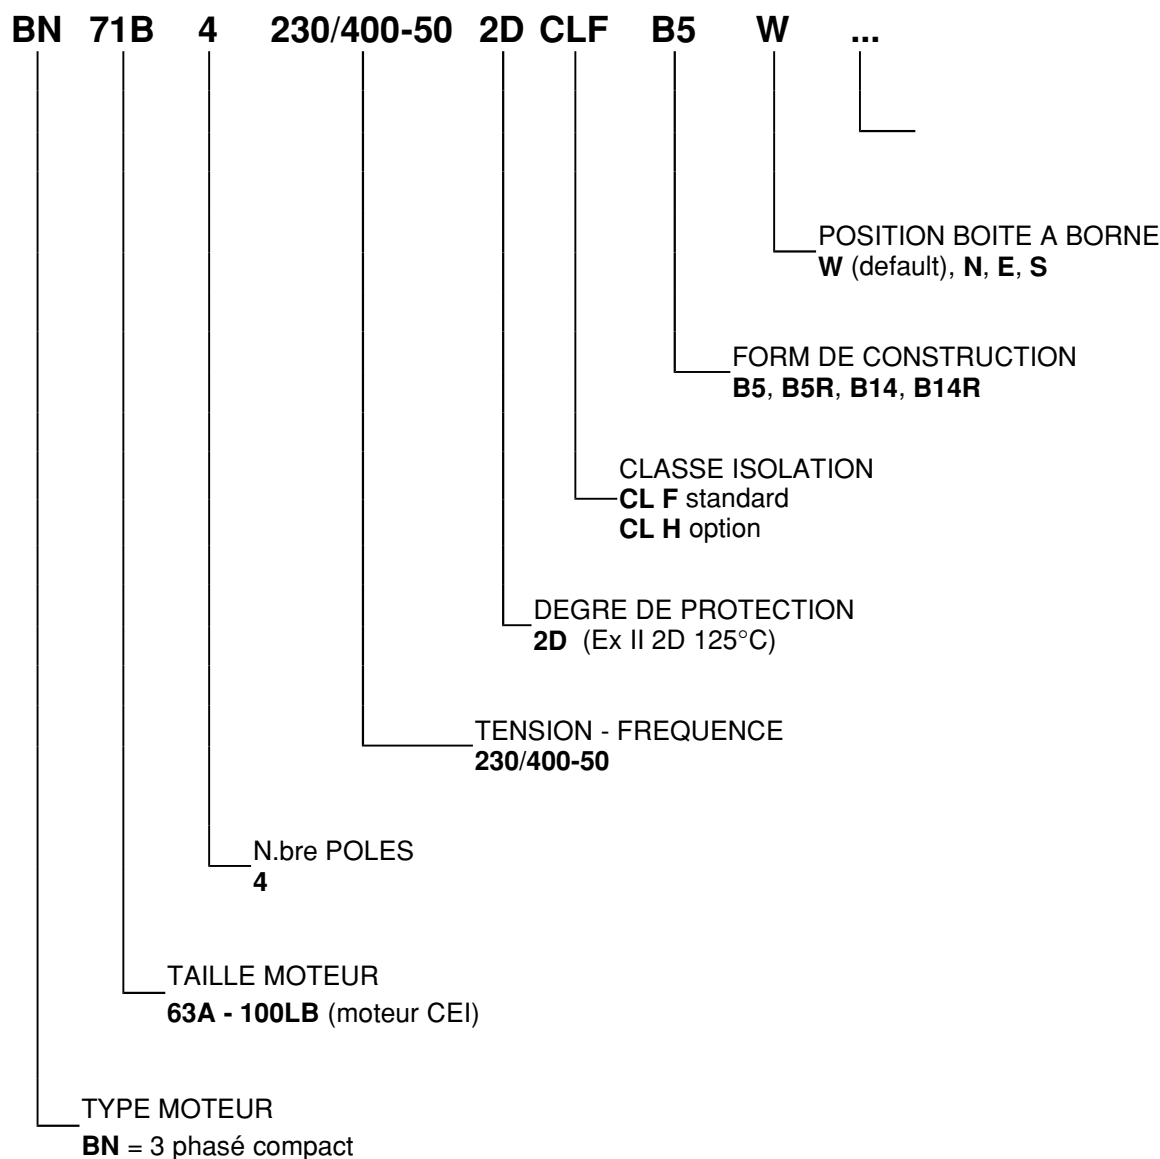 BN 71B 4 230/400-50 2D CLF B5 W ...
POSITION BOITE A BORNE
W (default), N, E, S
FORM DE CONSTRUCTION
B5, B5R, B14, B14R
CLASSE ISOLATION
CL F standard
CL H option
DEGRE DE PROTECTION
2D (Ex II 2D 125°C)
TENSION - FREQUENCE
230/400-50
N.bre POLES
4
TAILLE MOTEUR
63A - 100LB (moteur CEI)
TYPE MOTEUR
BN = 3 phasé compact